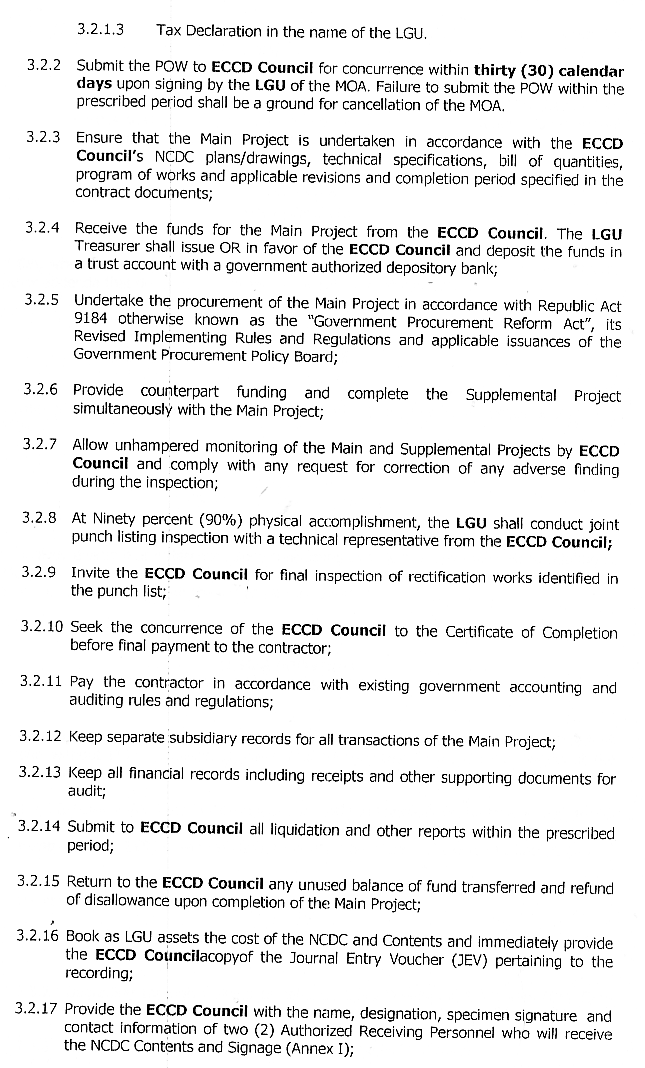 3.2.1.3 Tax Declaration in the name of the LGU.
3.2.2 Submit the POW to ECCD Council for concurrence within thirty (30) calendar
days upon signing by the LGU of the MOA. Failure to submit the POW within the
prescribed period shall be a ground for cancellation of the MOA.
3.2.3 Ensure that the Main Project is undertaken in accordance with the ECCD
Council's NCDC plans/drawings, technical specifications, bill of quantities,
program of works and applicable revisions and completion period specified in the
contract documents;
3.2.4 Receive the funds for the Main Project from the ECCD Council. The LGU
Treasurer shall issue OR in favor of the ECCD Council and deposit the funds in
a trust account with a government authorized depository bank;
3.2.5 Undertake the procurement of the Main Project in accordance with Republic Act
9184 otherwise known as the "Government Procurement Reform Act", its
Revised Implementing Rules and Regulations and applicable issuances of the
Government Procurement Policy Board;
3.2.6 Provide counterpart funding and complete the Supplemental Project
simultaneously with the Main Project;
3.2.7 Allow unhampered monitoring of the Main and Supplemental Projects by ECCD
Council and comply with any request for correction of any adverse finding
during the inspection;
3.2.8 At Ninety percent (90%) physical accomplishment, the LGU shall conduct joint
punch listing inspection with a technical representative from the ECCD Council;
3.2.9 Invite the ECCD Council for final inspection of rectification works identified in
the punch list;
3.2.10 Seek the concurrence of the ECCD Council to the Certificate of Completion
before final payment to the contractor;
3.2.11 Pay the contractor in accordance with existing government accounting and
auditing rules and regulations;
3.2.12 Keep separate subsidiary records for all transactions of the Main Project;
3.2.13 Keep all financial records including receipts and other supporting documents for
audit;
3.2.14 Submit to ECCD Council all liquidation and other reports within the prescribed
period;
3.2.15 Return to the ECCD Council any unused balance of fund transferred and refund
of disallowance upon completion of the Main Project;
3.2.16 Book as LGU assets the cost of the NCDC and Contents and immediately provide
the ECCD Councilacopyof the Journal Entry Voucher (JEV) pertaining to the
recording;
3.2.17 Provide the ECCD Council with the name, designation, specimen signature and
contact information of two (2) Authorized Receiving Personnel who will receive
the NCDC Contents and Signage (Annex I);